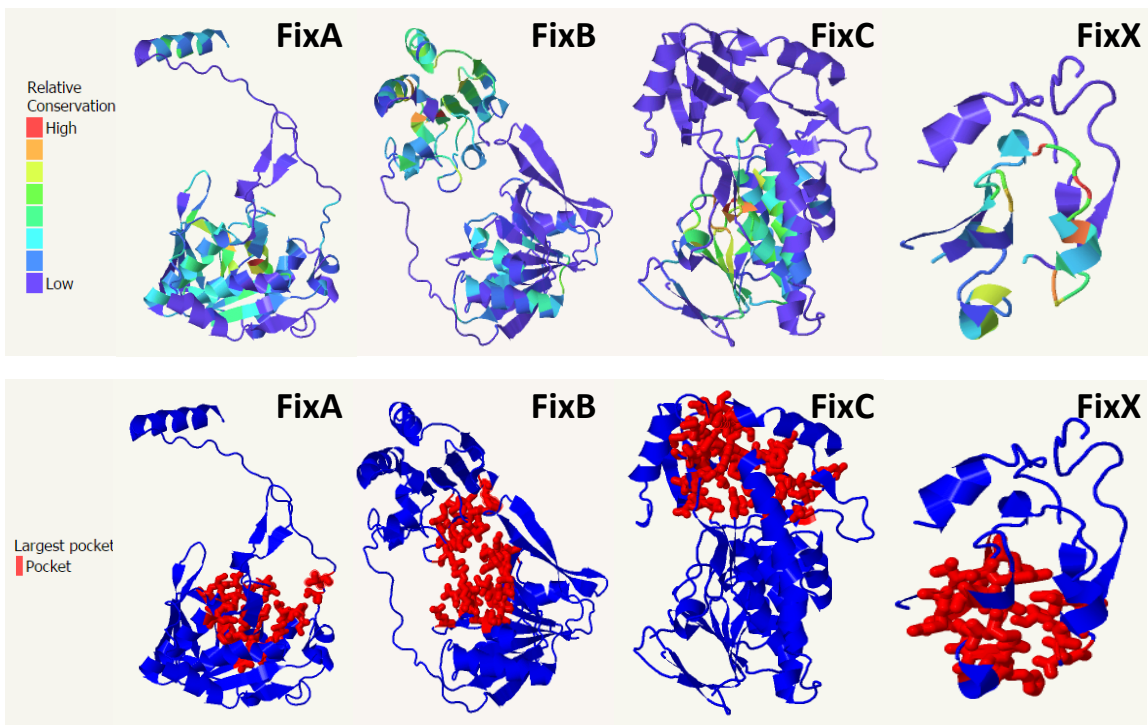 FixA
FixB
FixC
FixX
Relative
Conservation
High
Low
FixA
FixB
FixC
FixX
Largest pocket
Pocket